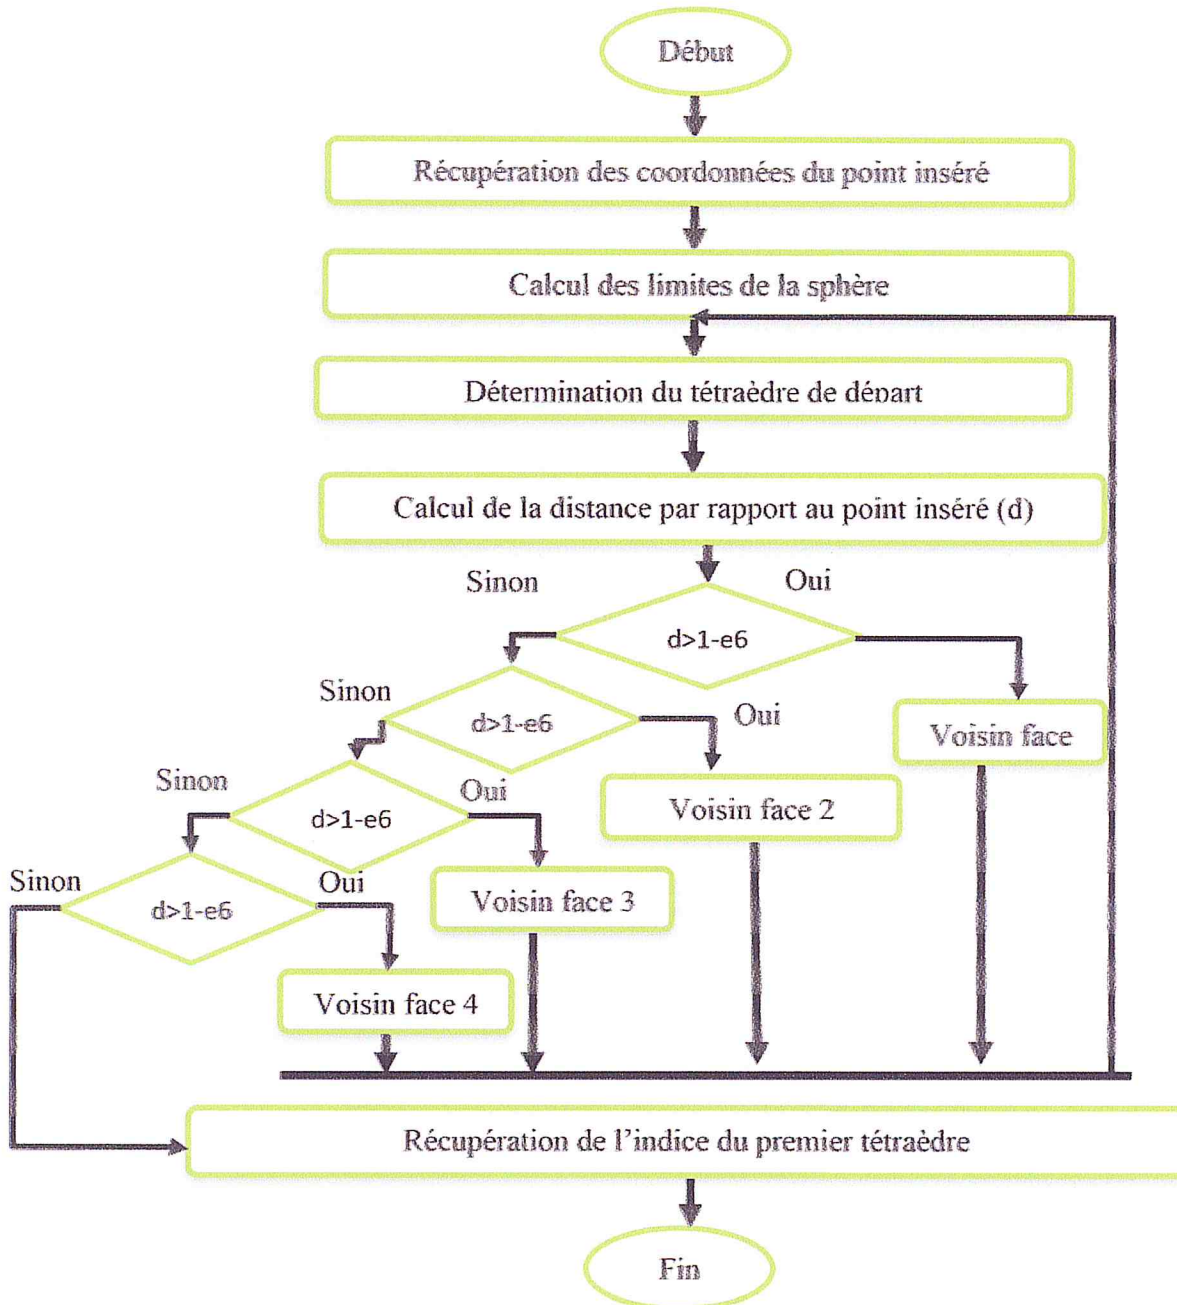 Début
Récupération des coordonnées du point inséré
Calcul des limites de la sphère
Détermination du tétraèdre de départ
Calcul de la distance par rapport au point inséré (d)
Sinon
Oui
d>1-e6
Sinon
d>1-e6
Oui
Voisin face
Sinon
d>1-e6
Oui
Voisin face 2
Sinon
d>1-e6
Oui
Voisin face 3
Voisin face 4
Récupération de l’indice du premier tétraèdre
Fin